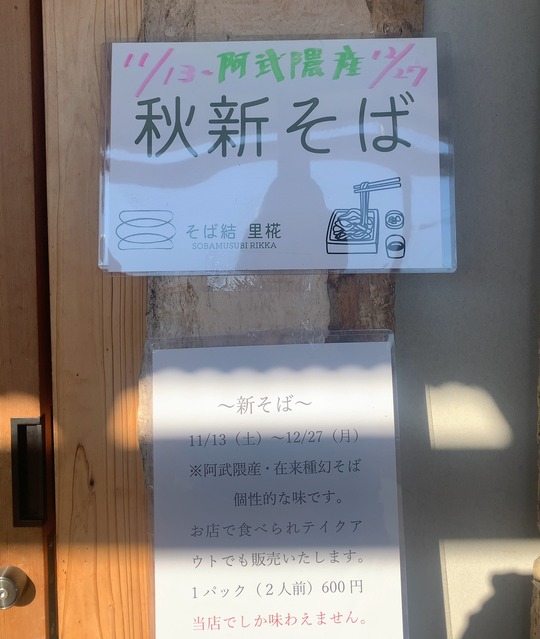 11/13〜 阿武隈産 12/27
秋新そば
そば結 里椛
SOBAMUSUBI RIKKA
〜新そば〜
11/13（土）〜12/27（月）
※阿武隈産・在来種幻そば
個性的な味です。
お店で食べられテイクア
ウトでも販売いたします。
1パック（2人前）600円
当店でしか味わえません。